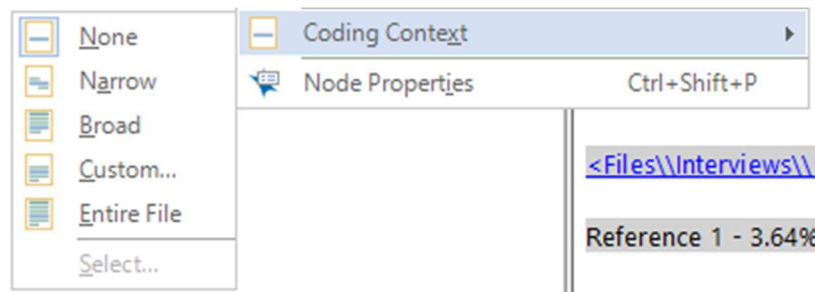 None
Narrow
Broad
Custom...
Entire File
Select...
Coding Context
Node Properties Ctrl+Shift+P
<Files\\Interviews\\
Reference 1 - 3.64%